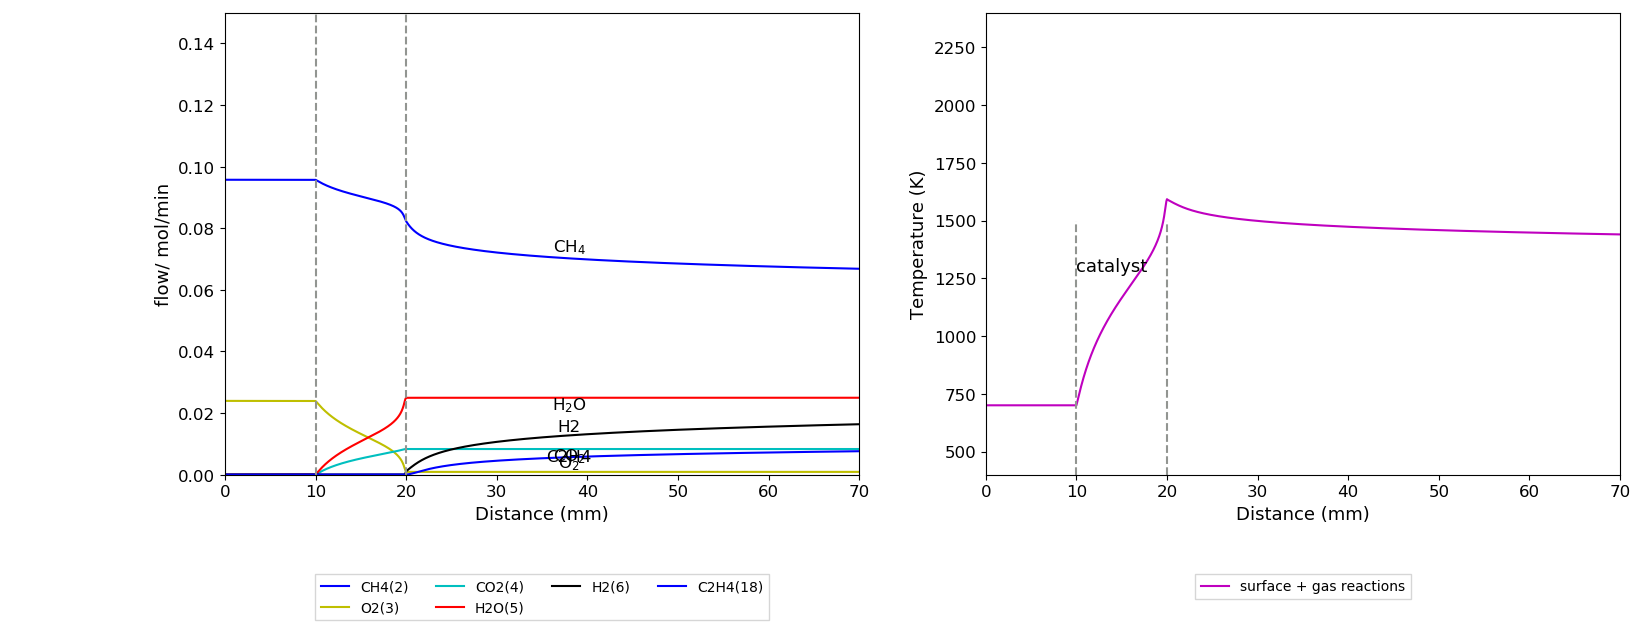 0.14
0.12
0.10
0.08
0.06
0.04
0.02
0.00
flow/ mol/min
0 10 20 30 40 50 60 70
Distance (mm)
CH₄
H₂O
H2
O₂
CH4(2) CO2(4) H2(6) C2H4(18)
O2(3) H2O(5)
2250
2000
1750
1500
1250
1000
750
500
Temperature (K)
catalyst
0 10 20 30 40 50 60 70
Distance (mm)
surface + gas reactions